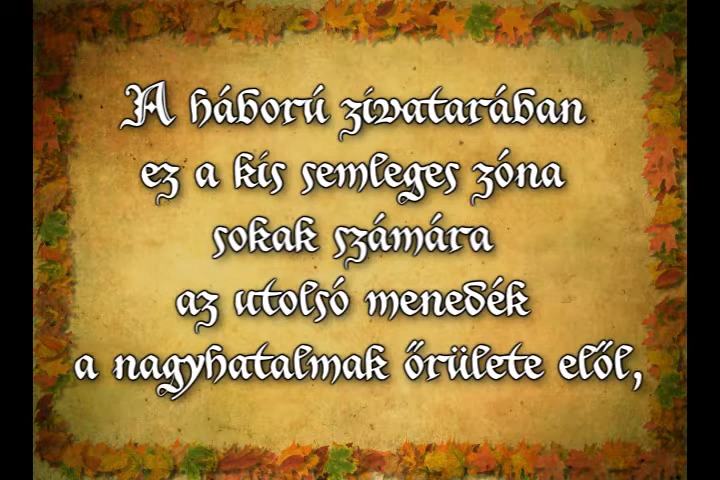 A háború zivatarában
ez a kis semleges zóna
sokak számára
az utolsó menedék
a nagyhatalmak őrülete elől,